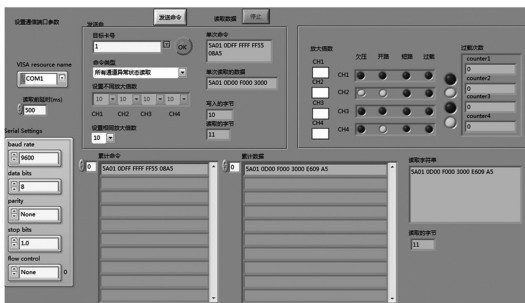 设置通信接口参数
VISA resource name
COM1
读取前延时(ms)
500
Serial Settings
baud rate
9600
data bits
8
parity
None
stop bits
1.0
flow control
None
0
发送命令
读取数据
停止
发送命
目标卡号
1
OK
命令类型
所有通道异常状态读取
设置不同放大倍数
10 10 10 10
CH1 CH2 CH3 CH4
设置相同放大倍数
10
单次命令
5A01 0DFF FFFF FF55
08A5
单次读取的数据
5A01 0D00 F000 3000
写入的字节
10
读取的字节
11
放大倍数
CH1
CH2
CH3
CH4
欠压 开路 短路 过载
CH1
CH2
CH3
CH4
过载次数
counter1
0
counter2
0
counter3
0
counter4
0
累计命令
0
5A01 0DFF FFFF FF55 08A5
累计数据
0
5A01 0D00 F000 3000 E609 A5
读取字符串
5A01 0D00 F000 3000 E609 A5
读取的字节
11